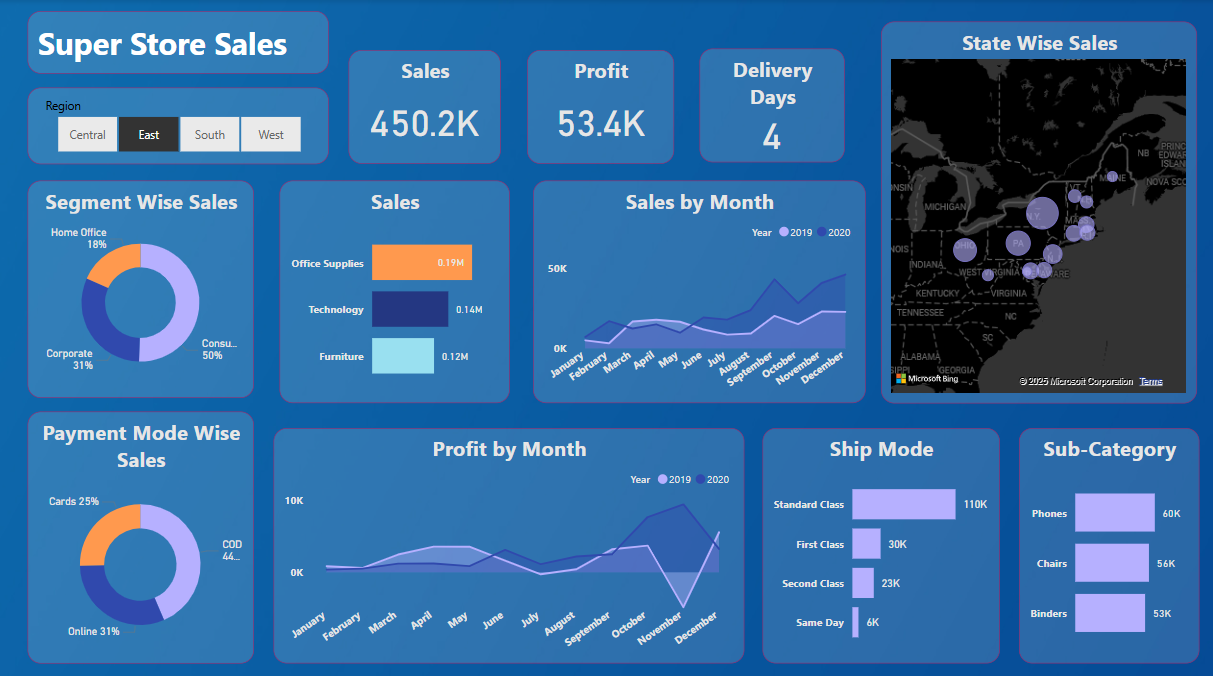 Super Store Sales
Region
Central
East
South
West
Sales
450.2K
Profit
53.4K
Delivery
Days
4
State Wise Sales
NB
PRINC
EDWAR
ISLAN
NOVA SCO
MAINE
VT
N.Y.
MICHIGAN
PA
OHIO
INDIANA
WEST VIRGINIA
DELAWARE
KENTUCKY
VIRGINIA
TENNESSEE
NC
SC
ALABAMA
GEORGIA
Microsoft Bing
© 2025 Microsoft Corporation Terms
Segment Wise Sales
Home Office
18%
Corporate
31%
Consu...
50%
Sales
Office Supplies
0.19M
Technology
0.14M
Furniture
0.12M
Sales by Month
Year 2019 2020
50K
0K
January
February
March
April
May
June
July
August
September
October
November
December
Payment Mode Wise
Sales
Cards 25%
COD
44...
Online 31%
Profit by Month
Year 2019 2020
10K
0K
January
February
March
April
May
June
July
August
September
October
November
December
Ship Mode
Standard Class
110K
First Class
30K
Second Class
23K
Same Day
6K
Sub-Category
Phones
60K
Chairs
56K
Binders
53K